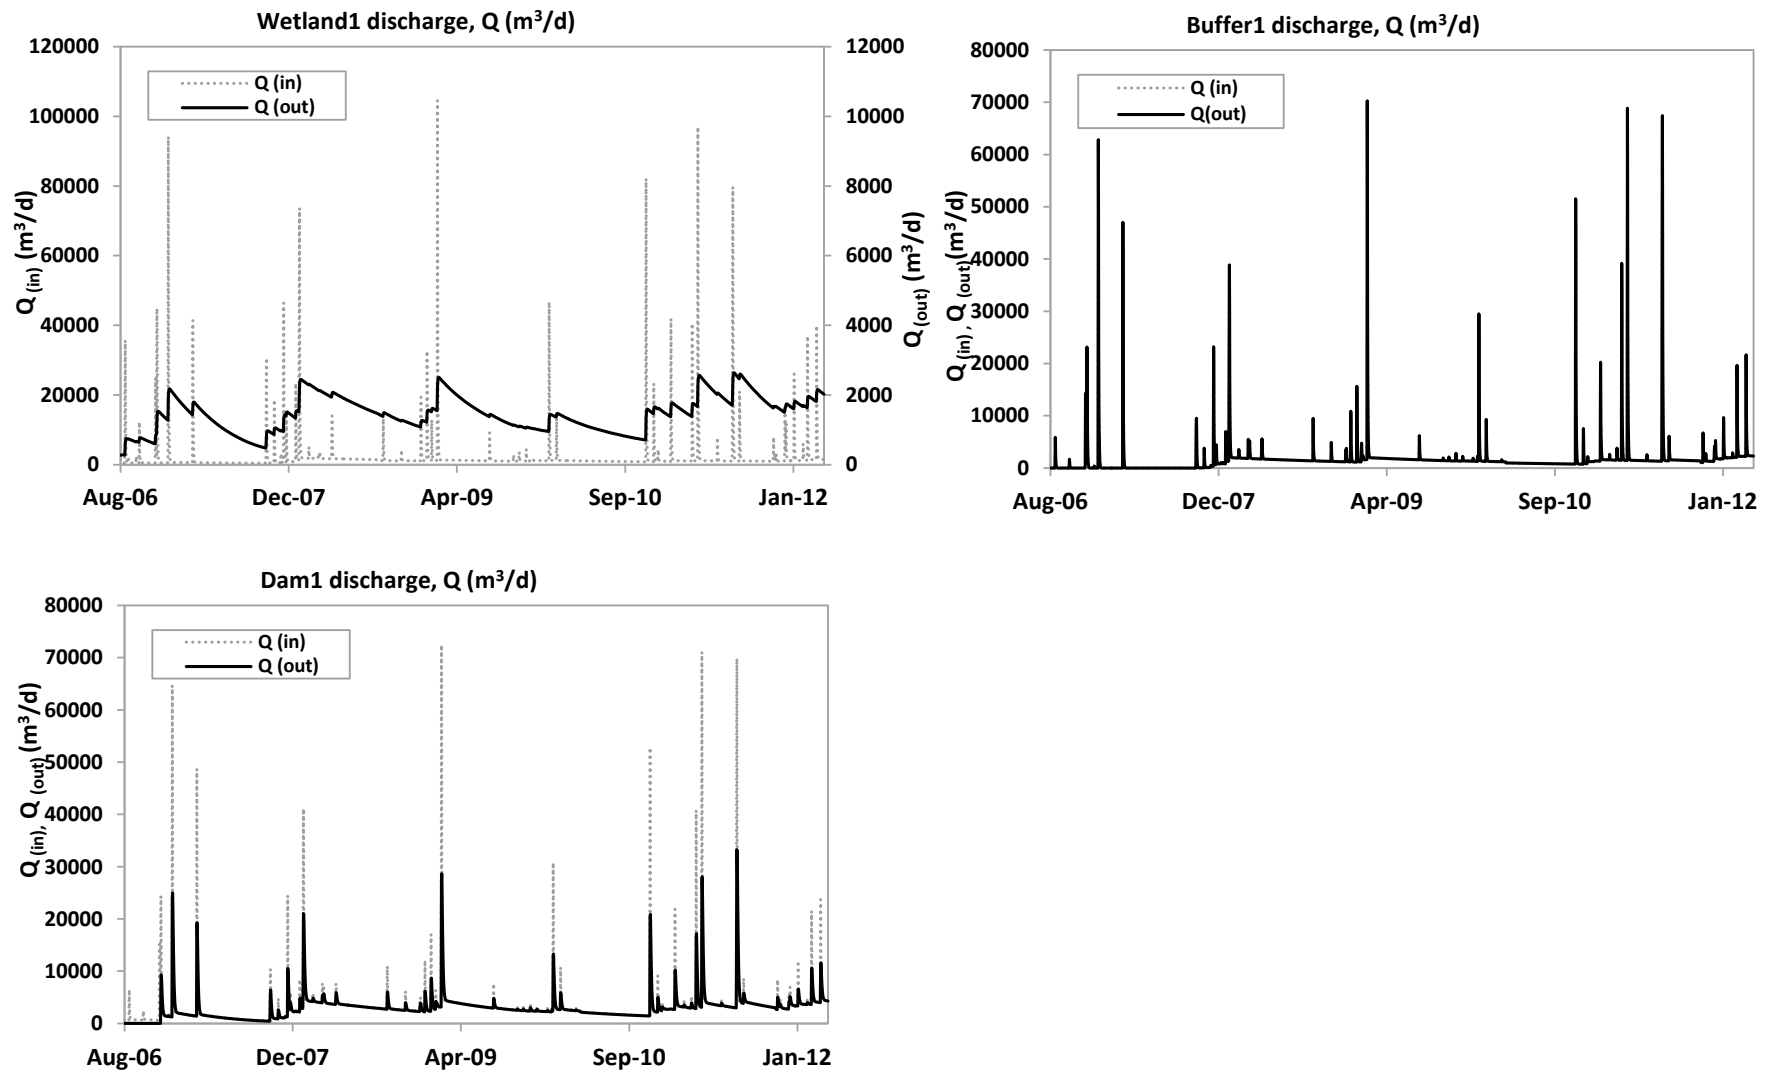 Wetland1 discharge, Q (m³/d)
120000
100000
80000
60000
40000
20000
0
12000
10000
8000
6000
4000
2000
0
Q (in)
Q (out)
Q(in) (m³/d)
Q(out) (m³/d)
Aug-06 Dec-07 Apr-09 Sep-10 Jan-12
Buffer1 discharge, Q (m³/d)
80000
70000
60000
50000
40000
30000
20000
10000
0
Q (in)
Q(out)
Q (in), Q (out) (m³/d)
Aug-06 Dec-07 Apr-09 Sep-10 Jan-12
Dam1 discharge, Q (m³/d)
80000
70000
60000
50000
40000
30000
20000
10000
0
Q (in)
Q (out)
Q (in), Q (out) (m³/d)
Aug-06 Dec-07 Apr-09 Sep-10 Jan-12